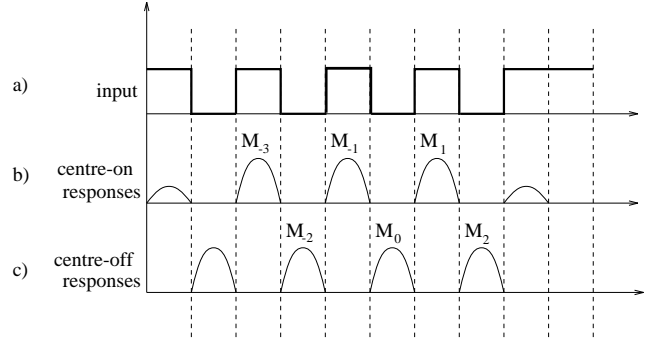 a)
input
M-3
M-1
M1
b)
centre-on
responses
M-2
M0
M2
c)
centre-off
responses